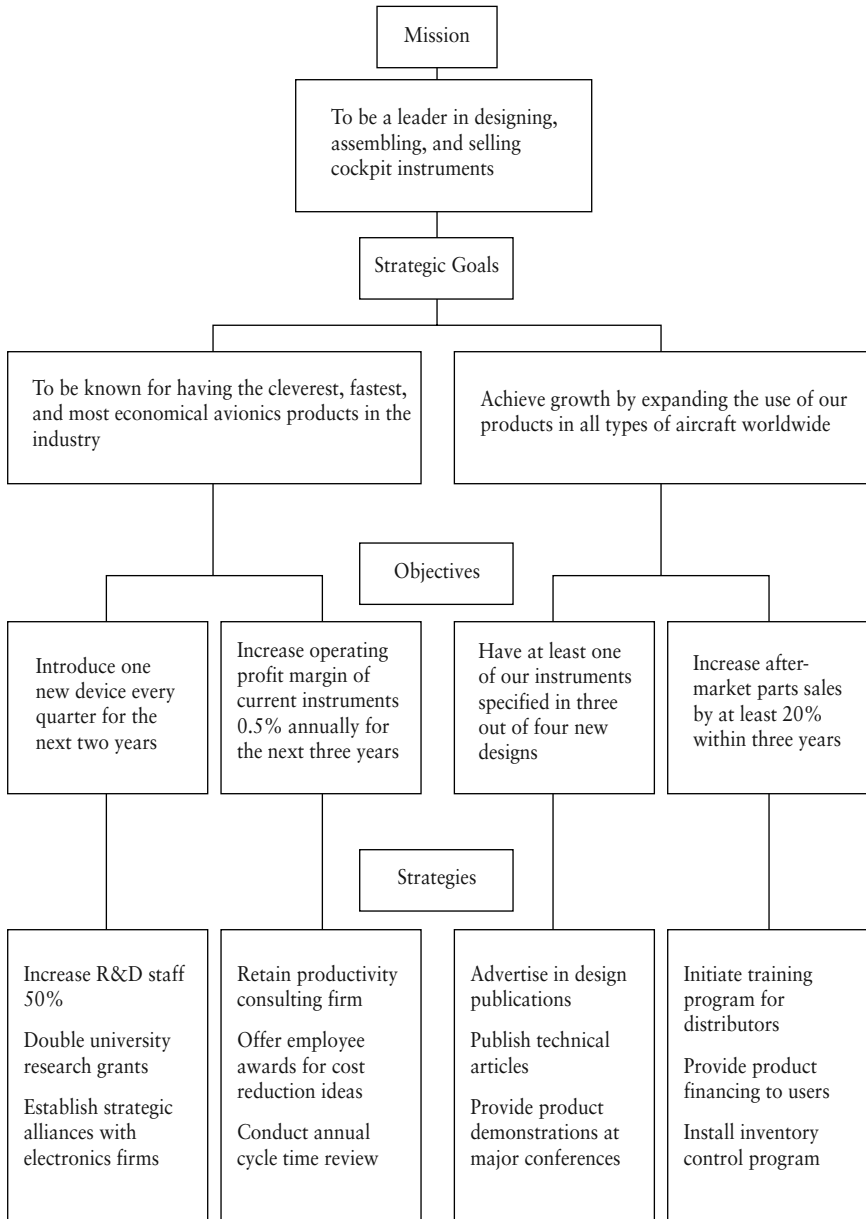 Mission
To be a leader in designing,
assembling, and selling
cockpit instruments
Strategic Goals
To be known for having the cleverest, fastest,
and most economical avionics products in the
industry
Achieve growth by expanding the use of our
products in all types of aircraft worldwide
Objectives
Introduce one
new device every
quarter for the
next two years
Increase operating
profit margin of
current instruments
0.5% annually for
the next three years
Have at least one
of our instruments
specified in three
out of four new
designs
Increase after-
market parts sales
by at least 20%
within three years
Strategies
Increase R&D staff
50%
Double university
research grants
Establish strategic
alliances with
electronics firms
Retain productivity
consulting firm
Offer employee
awards for cost
reduction ideas
Conduct annual
cycle time review
Advertise in design
publications
Publish technical
articles
Provide product
demonstrations at
major conferences
Initiate training
program for
distributors
Provide product
financing to users
Install inventory
control program